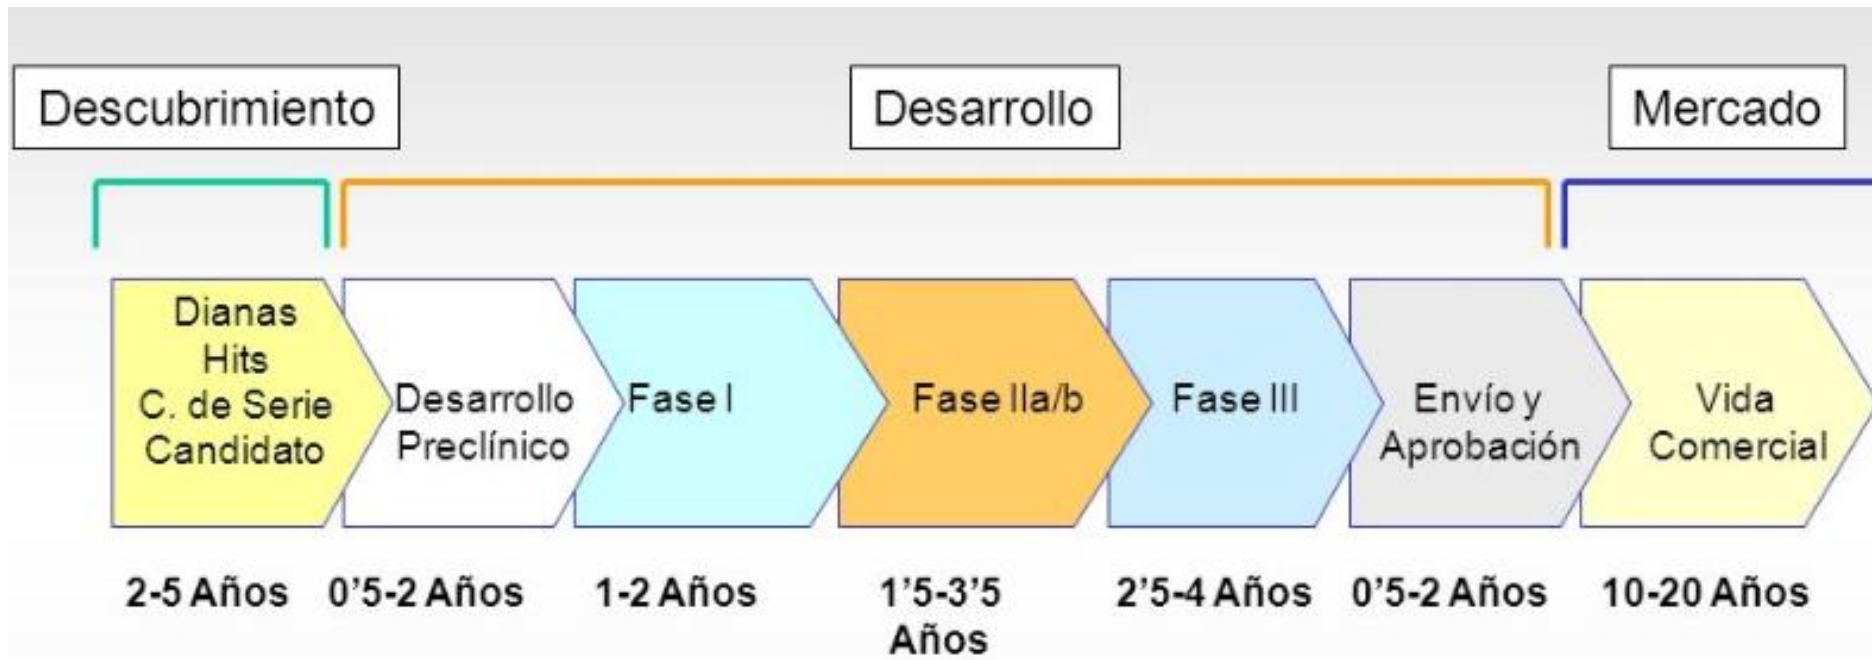 Descubrimiento
Desarrollo
Mercado
Dianas
Hits
C. de Serie
Candidato
Desarrollo
Preclínico
Fase I
Fase IIa/b
Fase III
Envío y
Aprobación
Vida
Comercial
2-5 Años
0'5-2 Años
1-2 Años
1'5-3'5
Años
2'5-4 Años
0'5-2 Años
10-20 Años